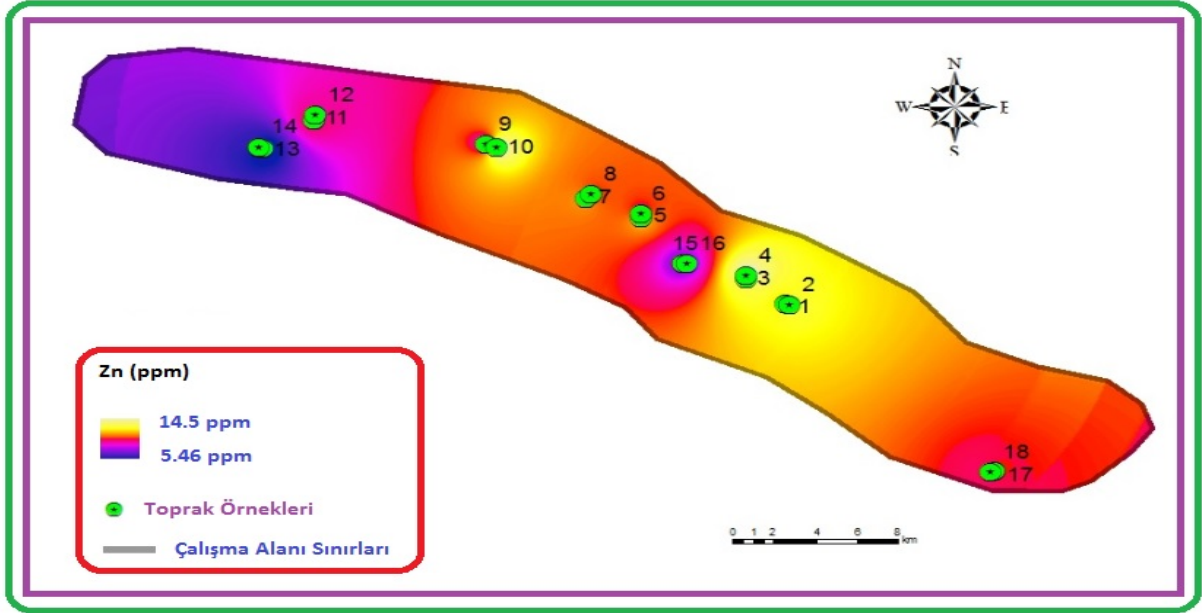 N
W E
S
12
11
14
13
9
10
8
7
6
5
15 16
4
3
2
1
18
17
Zn (ppm)
14.5 ppm
5.46 ppm
Toprak Örnekleri
Çalışma Alanı Sınırları
0 1 2 4 6 8
km